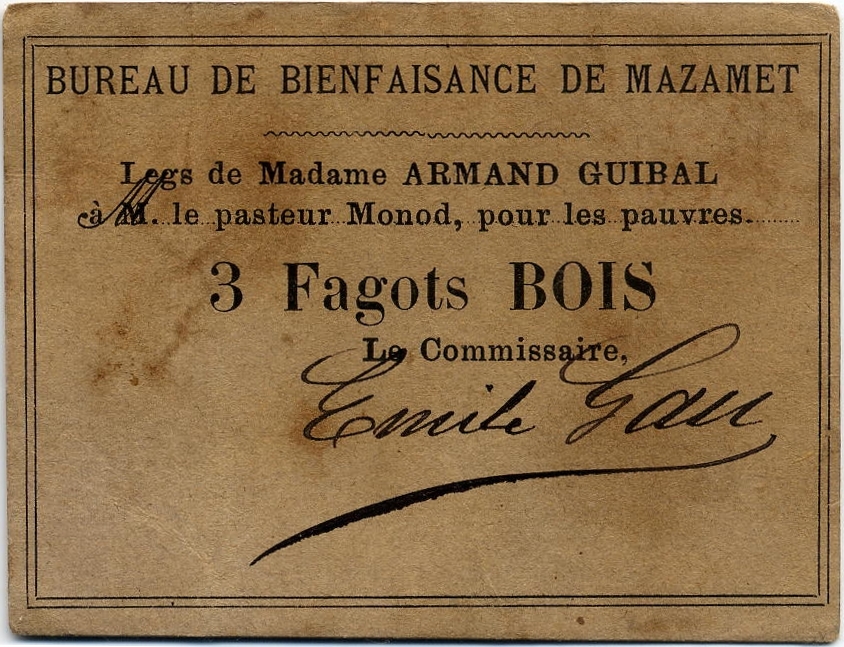 BUREAU DE BIENFAISANCE DE MAZAMET
Legs de Madame ARMAND GUIBAL
à M. le pasteur Monod, pour les pauvres.
3 Fagots BOIS
Le Commissaire,
Emile Gau